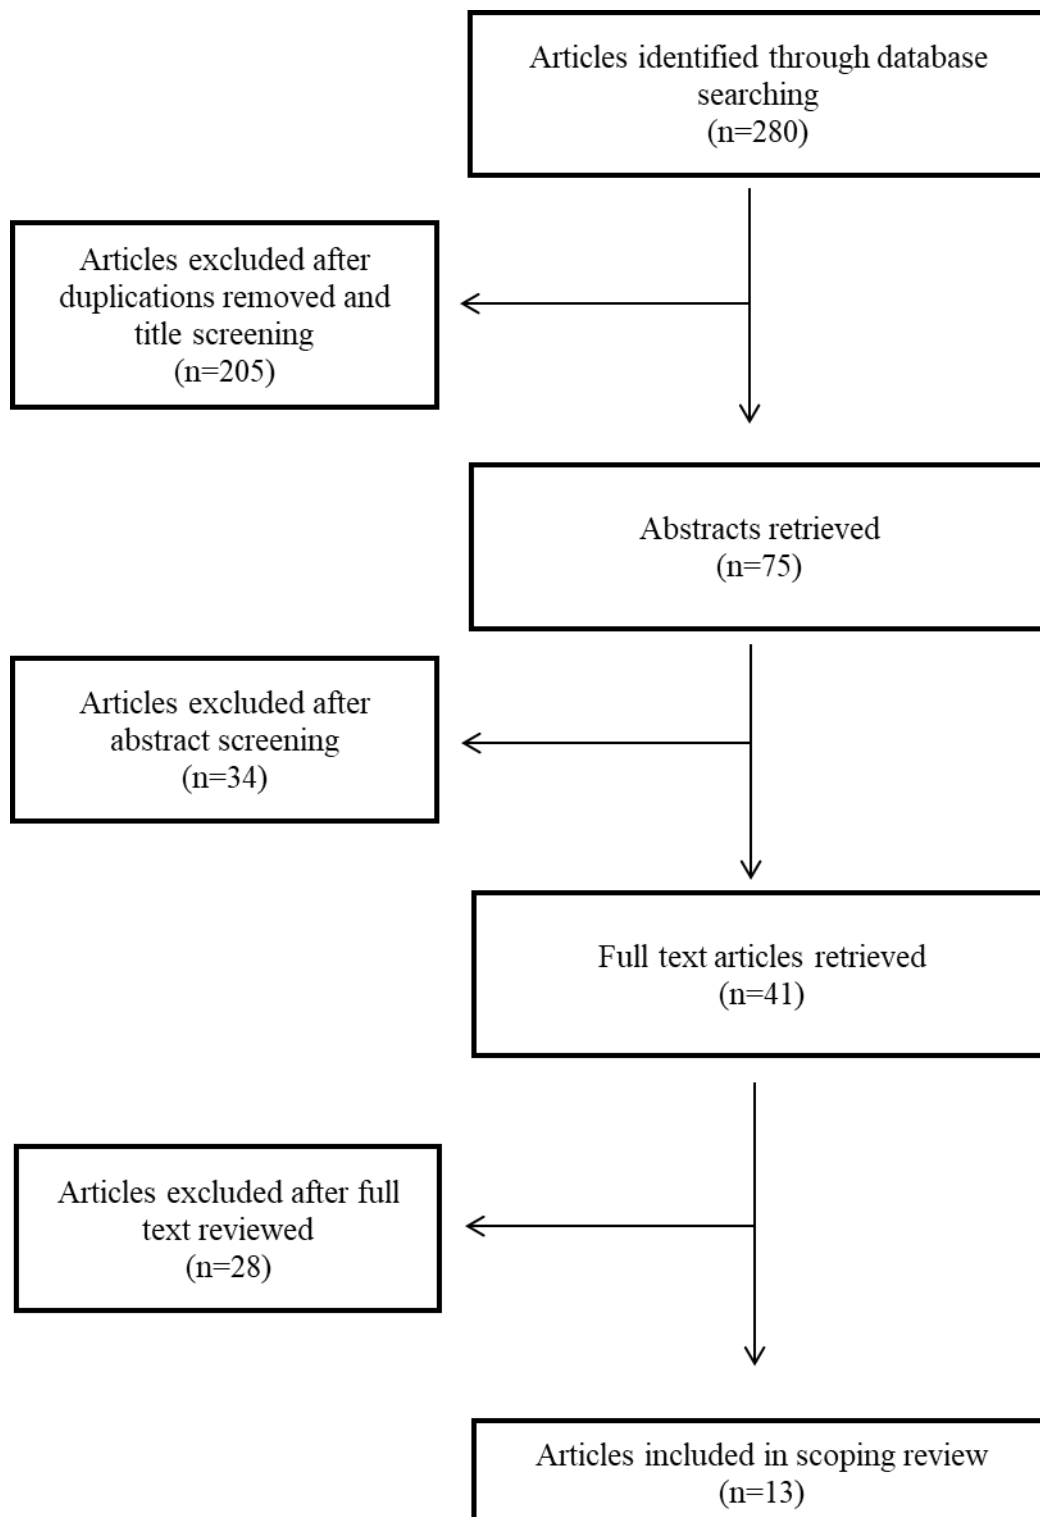 Articles identified through database
searching
(n=280)
Articles excluded after
duplications removed and
title screening
(n=205)
Abstracts retrieved
(n=75)
Articles excluded after
abstract screening
(n=34)
Full text articles retrieved
(n=41)
Articles excluded after full
text reviewed
(n=28)
Articles included in scoping review
(n=13)